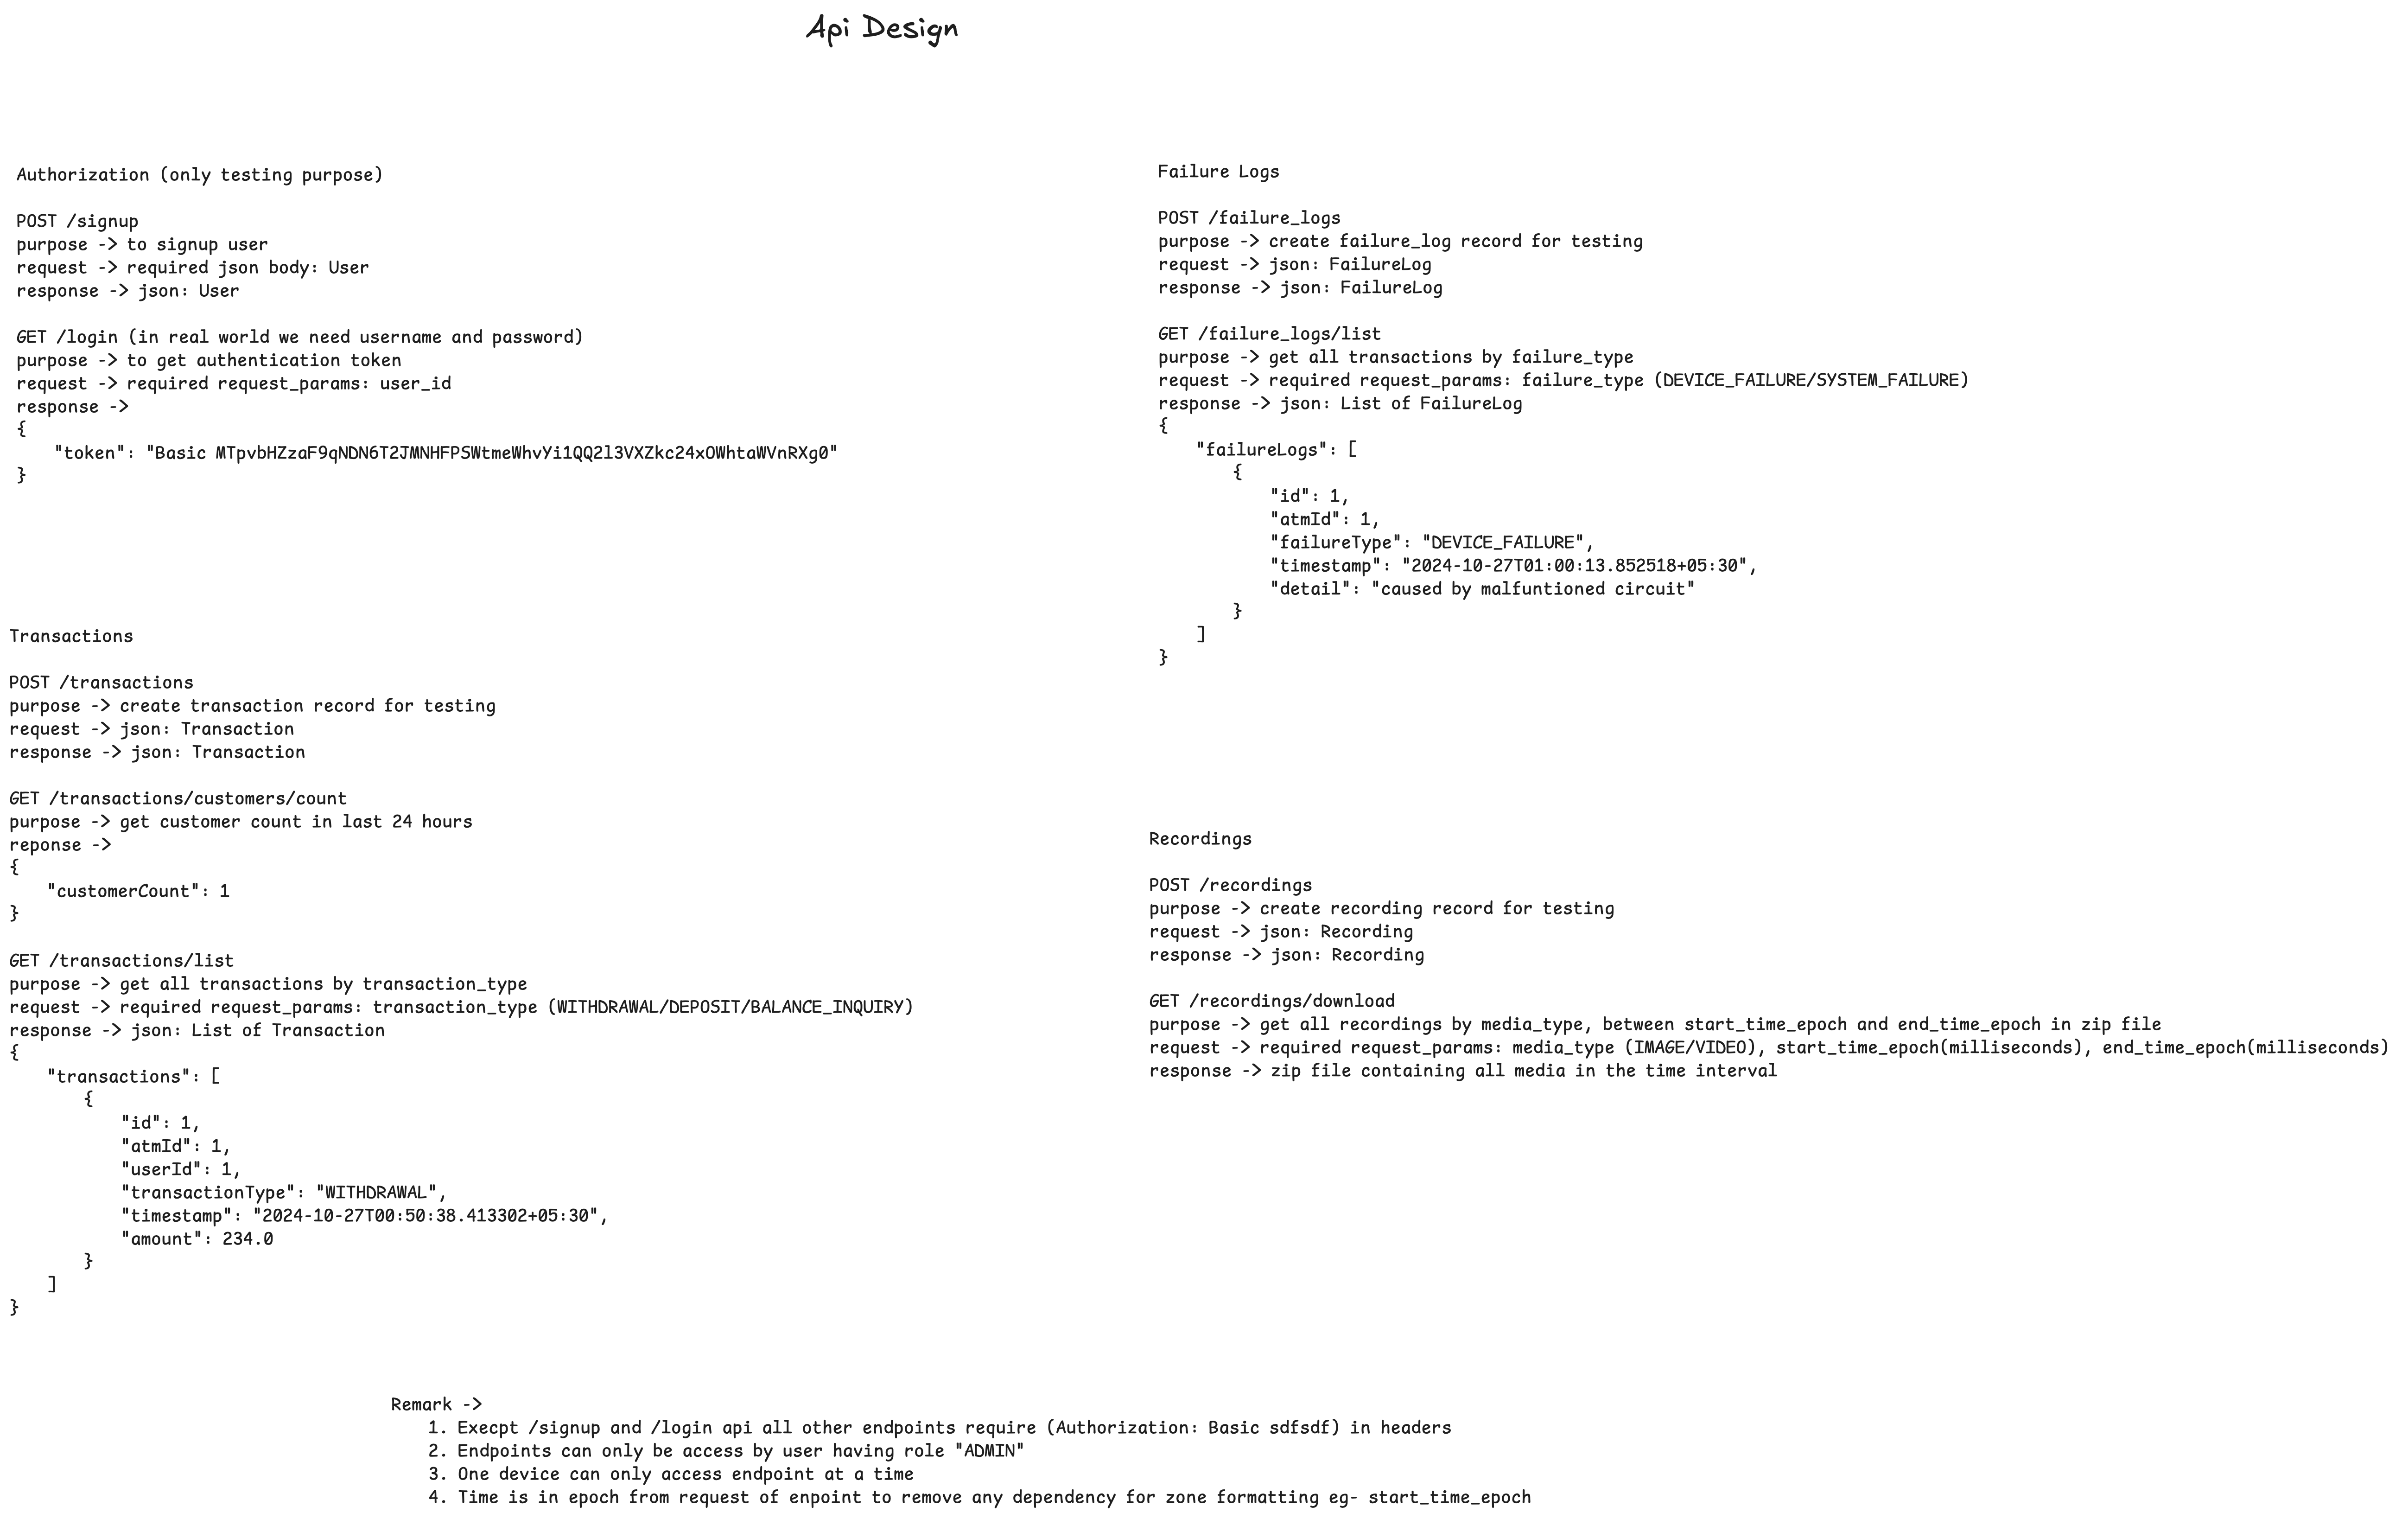 Api Design
Authorization (only testing purpose)
POST /signup
purpose -> to signup user
request -> required json body: User
response -> json: User
GET /login (in real world we need username and password)
purpose -> to get authentication token
request -> required request_params: user_id
response ->
{
"token": "Basic MTpvbHZzaF9qNDN6T2JMNHFPSWtmeWhvYi1QQ2l3VXZkc24xOWhtaWVnRXg0"
}
Transactions
POST /transactions
purpose -> create transaction record for testing
request -> json: Transaction
response -> json: Transaction
GET /transactions/customers/count
purpose -> get customer count in last 24 hours
reponse ->
{
"customerCount": 1
}
GET /transactions/list
purpose -> get all transactions by transaction_type
request -> required request_params: transaction_type (WITHDRAWAL/DEPOSIT/BALANCE_INQUIRY)
response -> json: List of Transaction
{
"transactions": [
{
"id": 1,
"atmId": 1,
"userId": 1,
"transactionType": "WITHDRAWAL",
"timestamp": "2024-10-27T00:50:38.413302+05:30",
"amount": 234.0
}
]
}
Failure Logs
POST /failure_logs
purpose -> create failure_log record for testing
request -> json: FailureLog
response -> json: FailureLog
GET /failure_logs/list
purpose -> get all transactions by failure_type
request -> required request_params: failure_type (DEVICE_FAILURE/SYSTEM_FAILURE)
response -> json: List of FailureLog
{
"failureLogs": [
{
"id": 1,
"atmId": 1,
"failureType": "DEVICE_FAILURE",
"timestamp": "2024-10-27T01:00:13.852518+05:30",
"detail": "caused by malfuntioned circuit"
}
]
}
Recordings
POST /recordings
purpose -> create recording record for testing
request -> json: Recording
response -> json: Recording
GET /recordings/download
purpose -> get all recordings by media_type, between start_time_epoch and end_time_epoch in zip file
request -> required request_params: media_type (IMAGE/VIDEO), start_time_epoch(milliseconds), end_time_epoch(milliseconds)
response -> zip file containing all media in the time interval
Remark ->
1. Execpt /signup and /login api all other endpoints require (Authorization: Basic sdfsdf) in headers
2. Endpoints can only be access by user having role "ADMIN"
3. One device can only access endpoint at a time
4. Time is in epoch from request of enpoint to remove any dependency for zone formatting eg- start_time_epoch